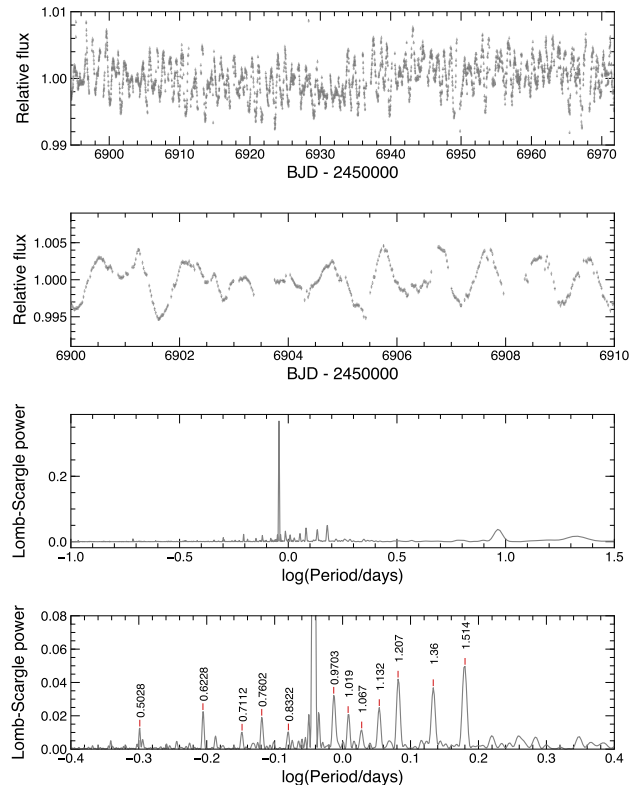 Relative flux
1.01
1.00
0.99
6900 6910 6920 6930 6940 6950 6960 6970
BJD - 2450000
Relative flux
1.005
1.000
0.995
6900 6902 6904 6906 6908 6910
BJD - 2450000
Lomb-Scargle power
0.2
0.0
−1.0 −0.5 0.0 0.5 1.0 1.5
log(Period/days)
Lomb-Scargle power
0.08
0.06
0.04
0.02
0.00
0.5028
0.6228
0.7112
0.7602
0.8322
0.9703
1.019
1.067
1.132
1.207
1.36
1.514
−0.4 −0.3 −0.2 −0.1 0.0 0.1 0.2 0.3 0.4
log(Period/days)